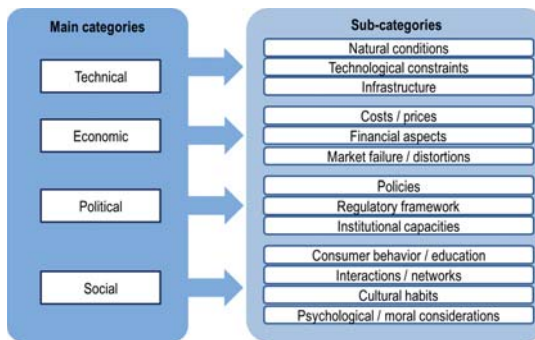 Main categories
Technical
Economic
Political
Social
Sub-categories
Natural conditions
Technological constraints
Infrastructure
Costs / prices
Financial aspects
Market failure / distortions
Policies
Regulatory framework
Institutional capacities
Consumer behavior / education
Interactions / networks
Cultural habits
Psychological / moral considerations